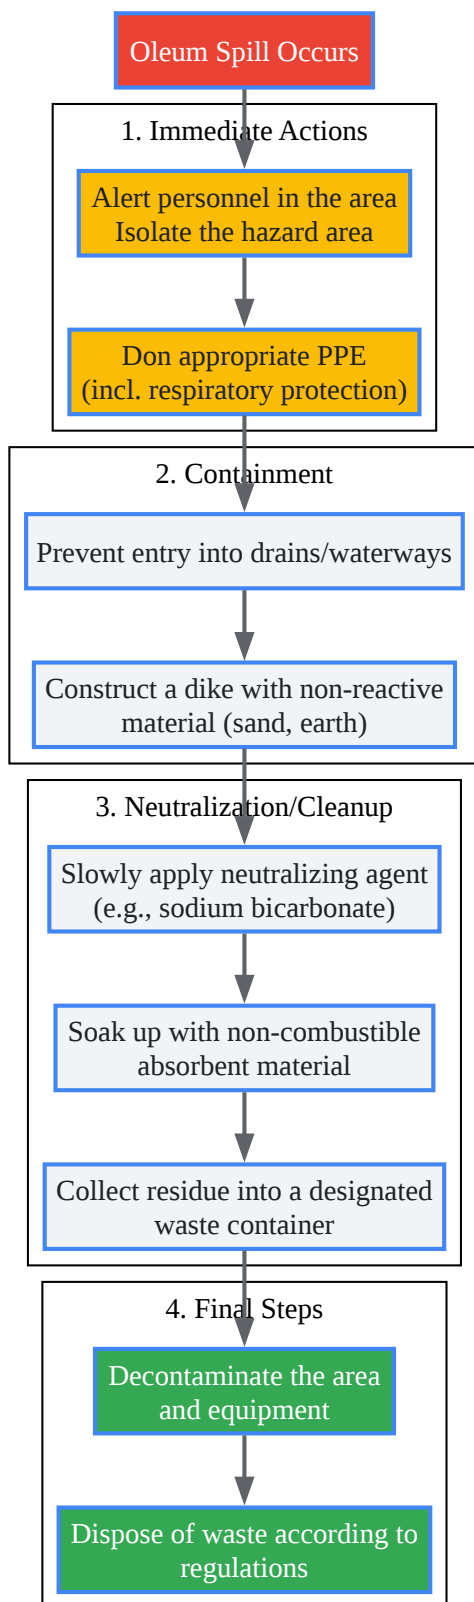 Oleum Spill Occurs
1. Immediate Actions
Alert personnel in the area
Isolate the hazard area
Don appropriate PPE
(incl. respiratory protection)
2. Containment
Prevent entry into drains/waterways
Construct a dike with non-reactive
material (sand, earth)
3. Neutralization/Cleanup
Slowly apply neutralizing agent
(e.g., sodium bicarbonate)
Soak up with non-combustible
absorbent material
Collect residue into a designated
waste container
4. Final Steps
Decontaminate the area
and equipment
Dispose of waste according to
regulations